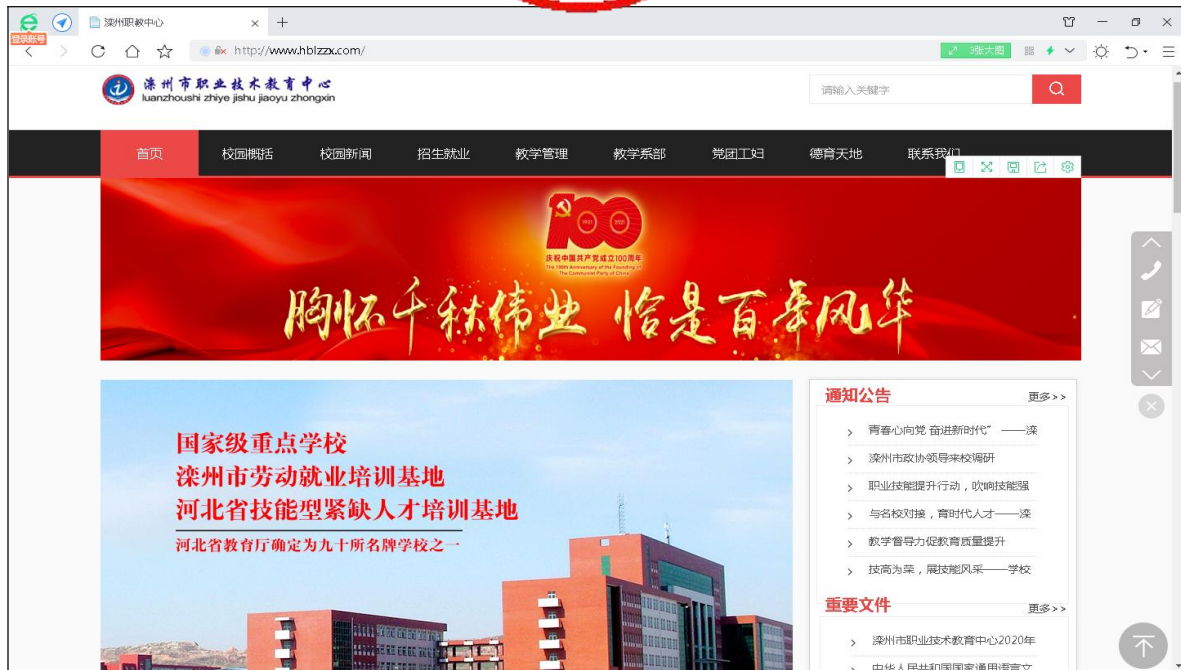 滦州职教中心
登录账号
http://www.hblzzx.com/
3张大图
滦州市职业技术教育中心
luanzhoushi zhiye jishu jiaoyu zhongxin
请输入关键字
首页 校园概括 校园新闻 招生就业 教学管理 教学系部 党团工妇 德育天地 联系我们
100
1921 2021
庆祝中国共产党成立100周年
The 100th Anniversary of the Founding of
The Communist Party of China
胸怀千秋伟业 恰是百年风华
国家级重点学校
滦州市劳动就业培训基地
河北省技能型紧缺人才培训基地
河北省教育厅确定为九十所名牌学校之一
通知公告 更多>>
青春心向党 奋进新时代” ——滦
滦州市政协领导来校调研
职业技能提升行动，吹响技能强
与名校对接，育时代人才——滦
教学督导力促教育质量提升
技高为荣，展技能风采——学校
重要文件 更多>>
滦州市职业技术教育中心2020年
中华人民共和国国家通用语言文